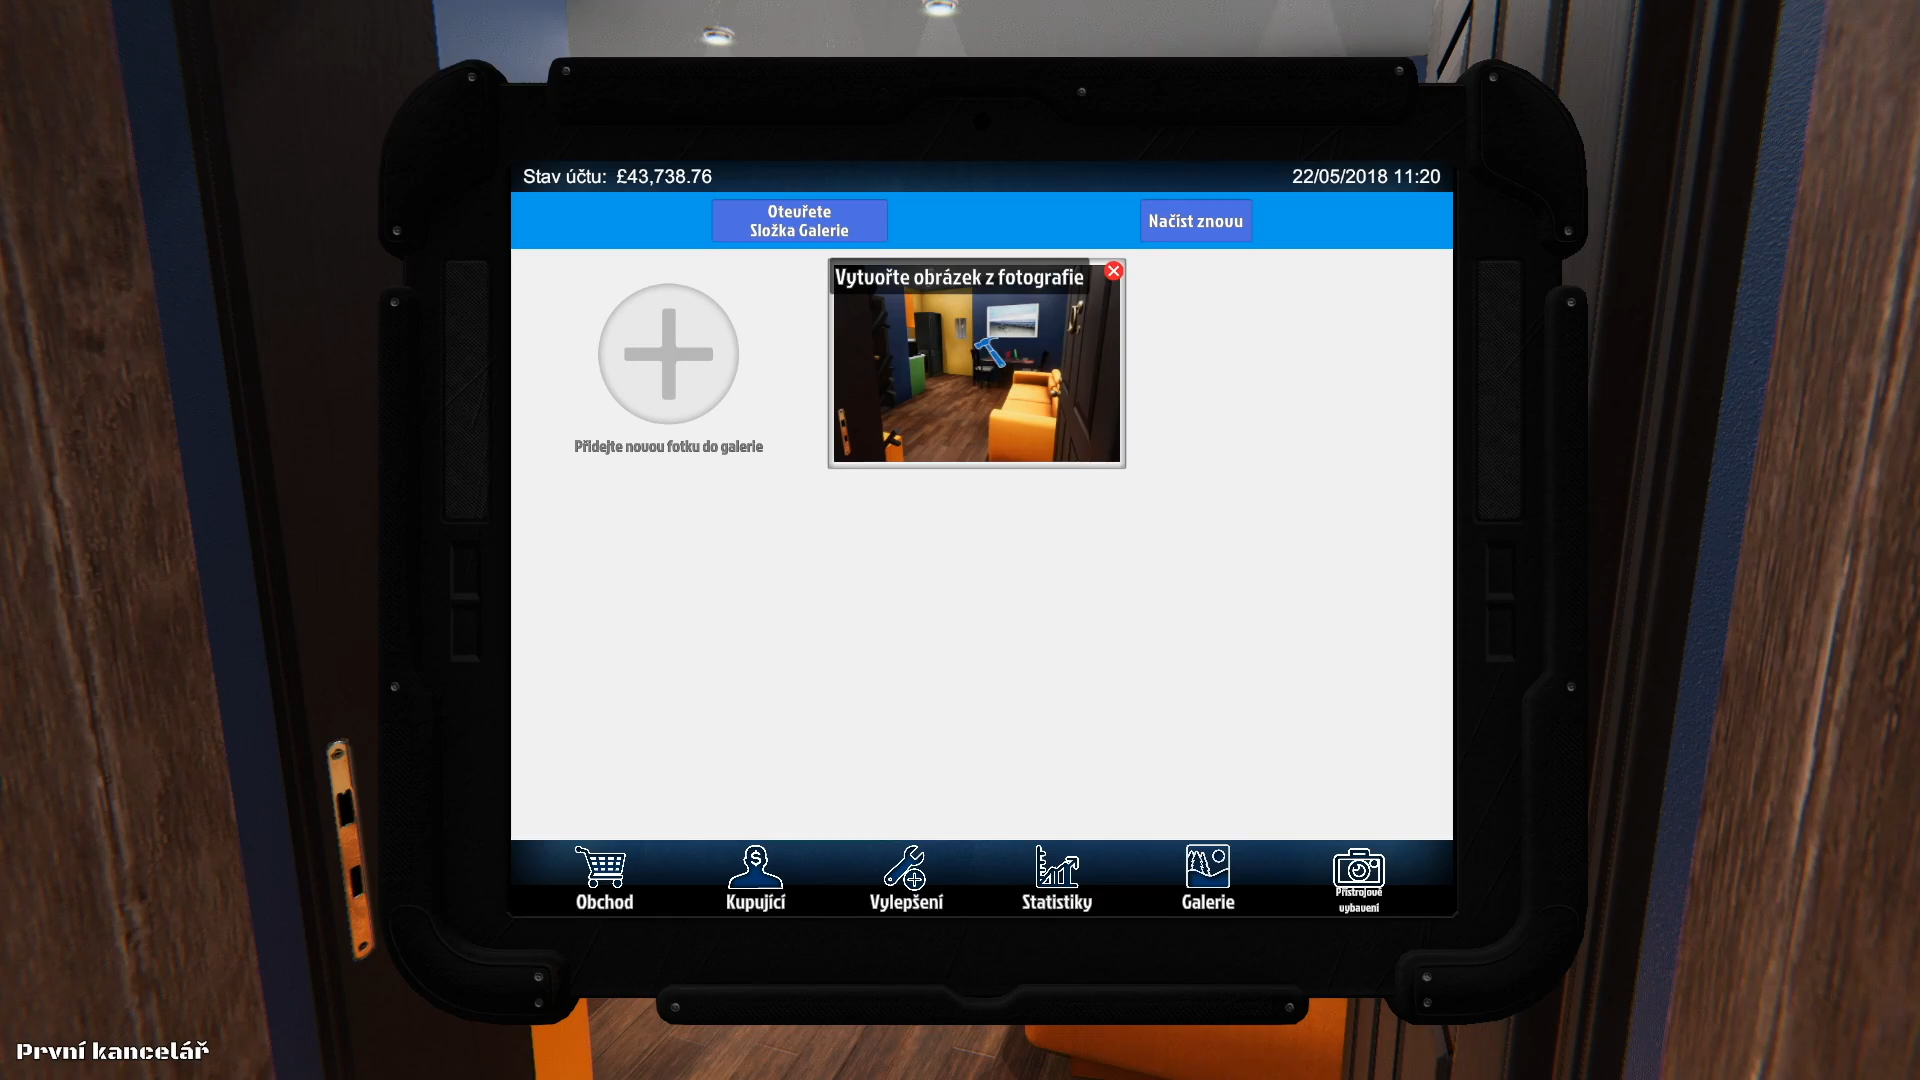 Stav účtu: £43,738.76
22/05/2018 11:20
Otevřete
Složka Galerie
Načíst znovu
Vytvořte obrázek z fotografie
Přidejte novou fotku do galerie
Obchod
Kupující
Vylepšení
Statistiky
Galerie
Přístrojové
vybavení
První kancelář